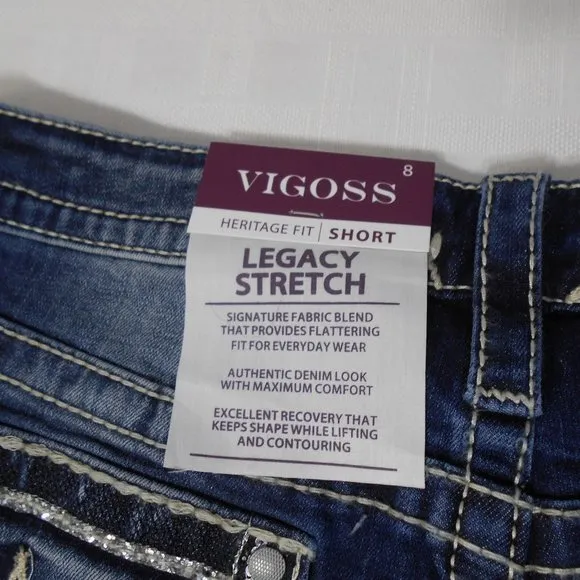 8
VIGOSS
HERITAGE FIT | SHORT
LEGACY
STRETCH
SIGNATURE FABRIC BLEND
THAT PROVIDES FLATTERING
FIT FOR EVERYDAY WEAR
AUTHENTIC DENIM LOOK
WITH MAXIMUM COMFORT
EXCELLENT RECOVERY THAT
KEEPS SHAPE WHILE LIFTING
AND CONTOURING